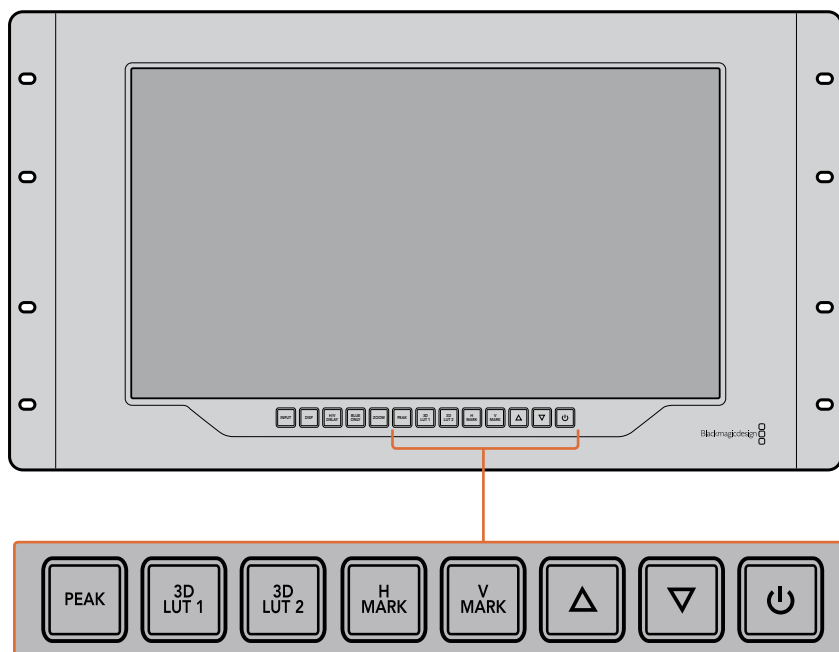 INPUT
DISP
H/V
DELAY
BLUE
ONLY
ZOOM
PEAK
3D
LUT 1
3D
LUT 2
H
MARK
V
MARK
Blackmagicdesign
PEAK
3D
LUT 1
3D
LUT 2
H
MARK
V
MARK